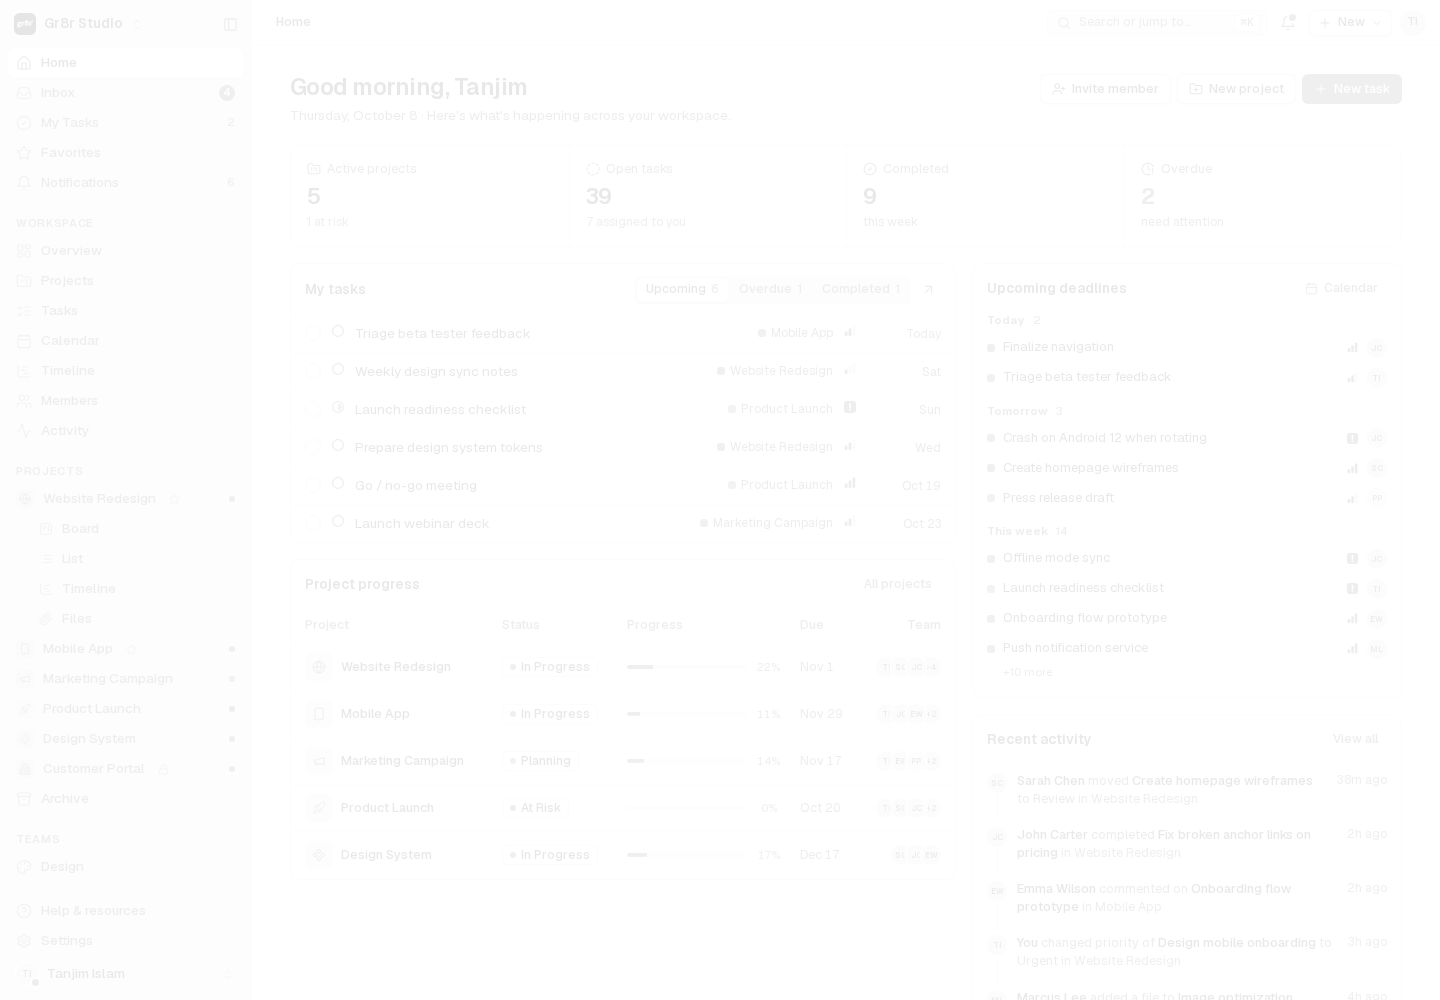 Gr8r Studio
Home
Inbox 4
My Tasks 2
Favorites
Notifications 6
WORKSPACE
Overview
Projects
Tasks
Calendar
Timeline
Members
Activity
PROJECTS
Website Redesign
Board
List
Timeline
Files
Mobile App
Marketing Campaign
Product Launch
Design System
Customer Portal
Archive
TEAMS
Design
Help & resources
Settings
TI Tanjim Islam
Home
Search or jump to... ⌘K
New
TI
Good morning, Tanjim
Thursday, October 8 · Here's what's happening across your workspace.
Invite member
New project
New task
Active projects
5
1 at risk
Open tasks
39
7 assigned to you
Completed
9
this week
Overdue
2
need attention
My tasks
Upcoming 6 Overdue 1 Completed 1
Triage beta tester feedback Mobile App Today
Weekly design sync notes Website Redesign Sat
Launch readiness checklist Product Launch Sun
Prepare design system tokens Website Redesign Wed
Go / no-go meeting Product Launch Oct 19
Launch webinar deck Marketing Campaign Oct 23
Project progress All projects
Project Status Progress Due Team
Website Redesign In Progress 22% Nov 1
Mobile App In Progress 11% Nov 29
Marketing Campaign Planning 14% Nov 17
Product Launch At Risk 0% Oct 20
Design System In Progress 17% Dec 17
Upcoming deadlines Calendar
Today 2
Finalize navigation JC
Triage beta tester feedback TI
Tomorrow 3
Crash on Android 12 when rotating JC
Create homepage wireframes SC
Press release draft PP
This week 14
Offline mode sync JC
Launch readiness checklist TI
Onboarding flow prototype EW
Push notification service ML
+10 more
Recent activity View all
SC Sarah Chen moved Create homepage wireframes 38m ago
to Review in Website Redesign
JC John Carter completed Fix broken anchor links on 2h ago
pricing in Website Redesign
EW Emma Wilson commented on Onboarding flow 2h ago
prototype in Mobile App
TI You changed priority of Design mobile onboarding to 3h ago
Urgent in Website Redesign
ML Marcus Lee added a file to Image optimization 4h ago